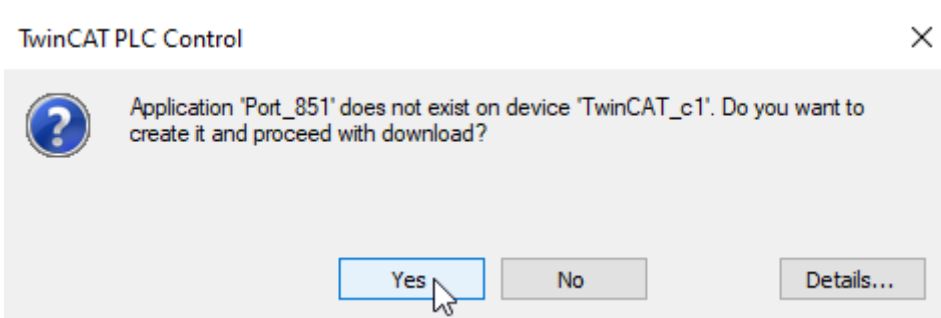 TwinCAT PLC Control
Application 'Port_851' does not exist on device 'TwinCAT_c1'. Do you want to
create it and proceed with download?
Yes
No
Details...